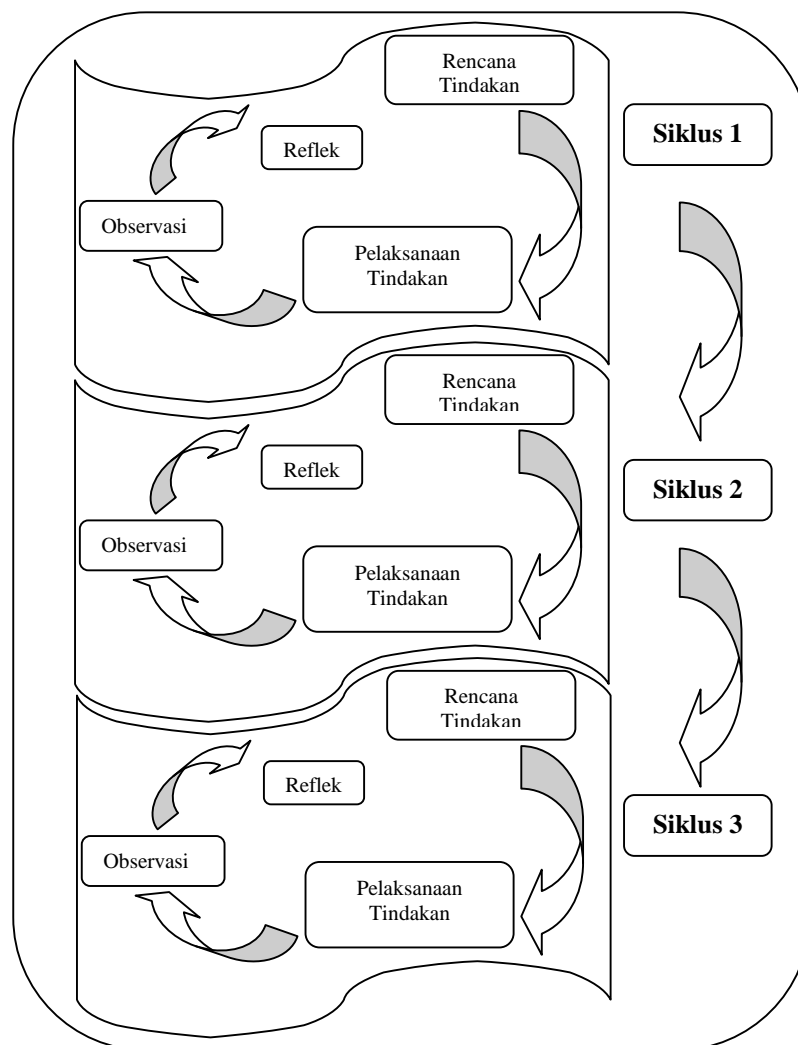 Rencana
Tindakan
Siklus 1
Reflek
Observasi
Pelaksanaan
Tindakan
Rencana
Tindakan
Reflek
Siklus 2
Observasi
Pelaksanaan
Tindakan
Rencana
Tindakan
Reflek
Siklus 3
Observasi
Pelaksanaan
Tindakan